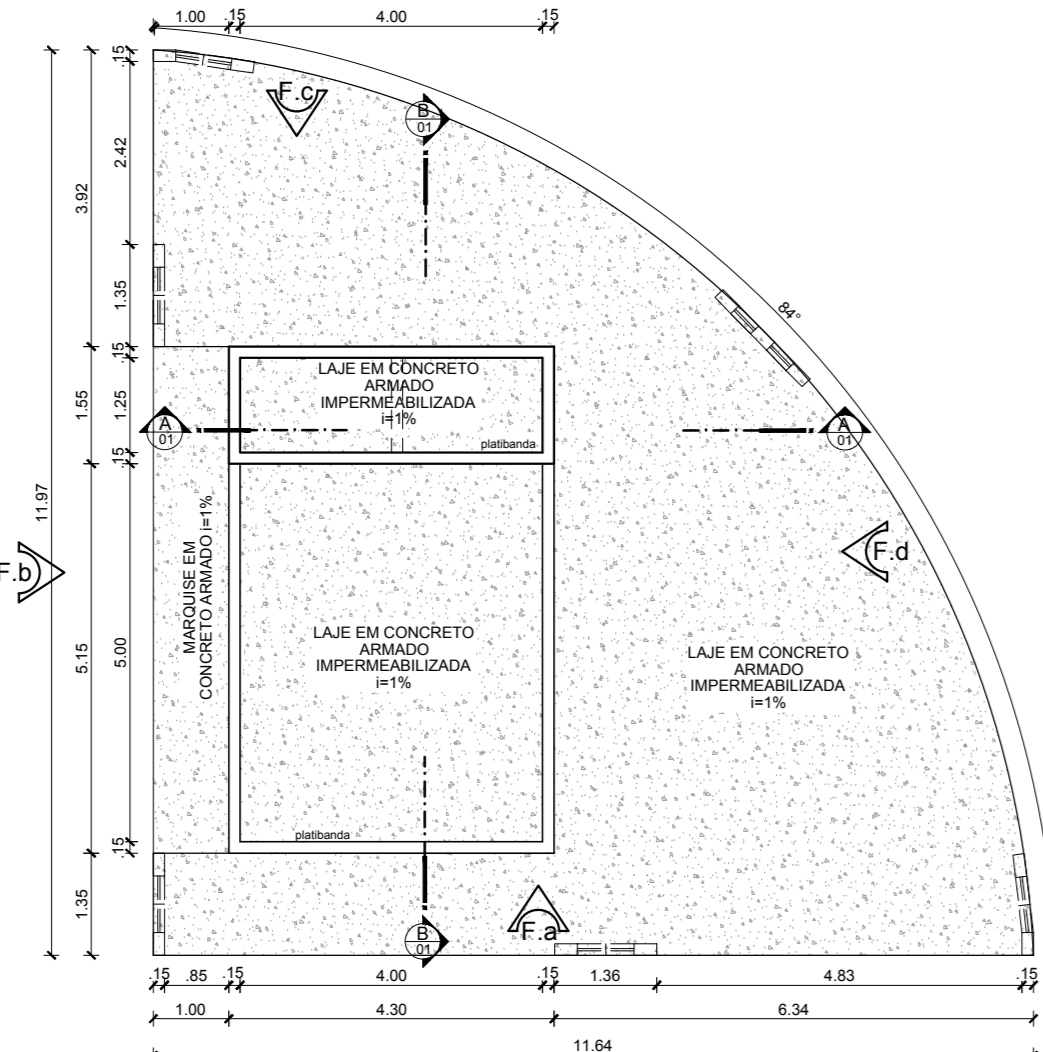 1.00
.15
4.00
.15
.15
F.c
B
01
2.42
3.92
84°
1.35
.15
LAJE EM CONCRETO
ARMADO
IMPERMEABILIZADA
i=1%
1.55
1.25
A
01
A
01
platibanda
.15
11.97
MARQUISE EM
CONCRETO ARMADO i=1%
F.b
F.d
5.15
5.00
LAJE EM CONCRETO
ARMADO
IMPERMEABILIZADA
i=1%
LAJE EM CONCRETO
ARMADO
IMPERMEABILIZADA
i=1%
platibanda
.15
1.35
F.a
B
01
.15
.85
.15
4.00
.15
1.36
4.83
.15
1.00
4.30
6.34
11.64